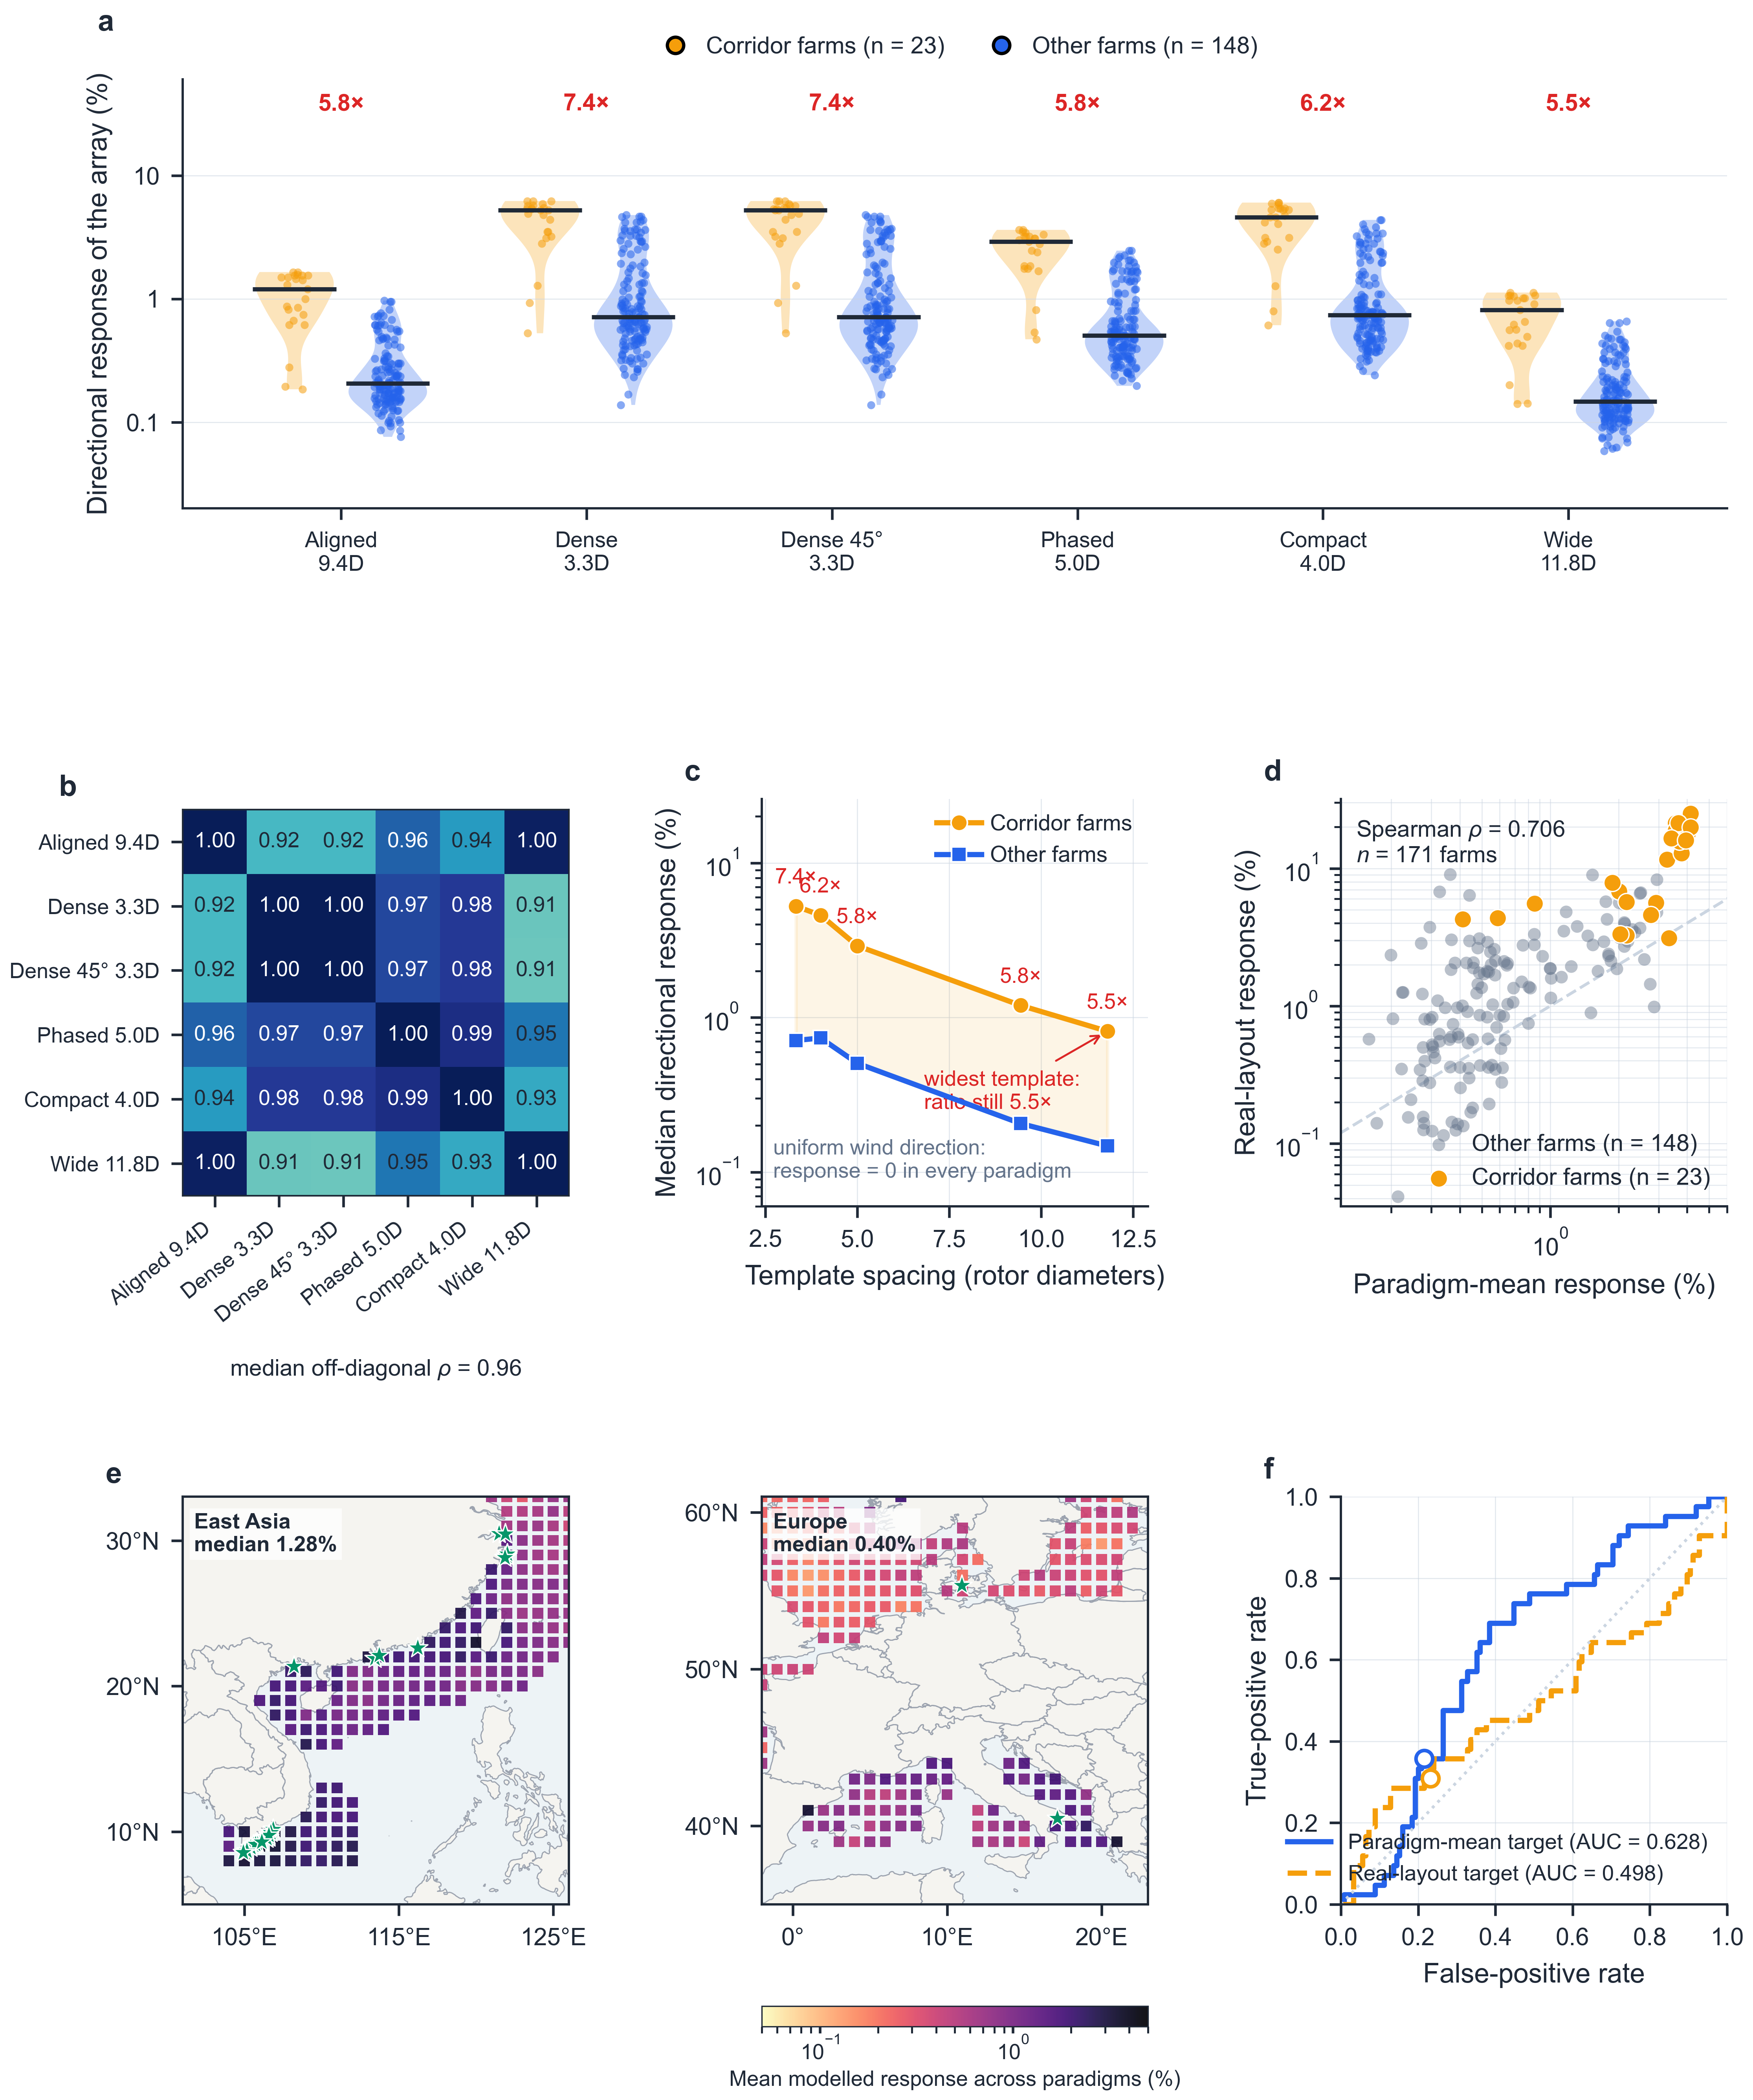 a
Corridor farms (n = 23)
Other farms (n = 148)
Directional response of the array (%)
5.8×
7.4×
7.4×
5.8×
6.2×
5.5×
10
1
0.1
Aligned
9.4D
Dense
3.3D
Dense 45°
3.3D
Phased
5.0D
Compact
4.0D
Wide
11.8D
b
Aligned 9.4D 1.00 0.92 0.92 0.96 0.94 1.00
Dense 3.3D 0.92 1.00 1.00 0.97 0.98 0.91
Dense 45° 3.3D 0.92 1.00 1.00 0.97 0.98 0.91
Phased 5.0D 0.96 0.97 0.97 1.00 0.99 0.95
Compact 4.0D 0.94 0.98 0.98 0.99 1.00 0.93
Wide 11.8D 1.00 0.91 0.91 0.95 0.93 1.00
Aligned 9.4D
Dense 3.3D
Dense 45° 3.3D
Phased 5.0D
Compact 4.0D
Wide 11.8D
median off-diagonal ρ = 0.96
c
Median directional response (%)
Corridor farms
Other farms
10¹
10⁰
10⁻¹
7.4×
6.2×
5.8×
5.8×
5.5×
widest template:
ratio still 5.5×
uniform wind direction:
response = 0 in every paradigm
2.5 5.0 7.5 10.0 12.5
Template spacing (rotor diameters)
d
Real-layout response (%)
Spearman ρ = 0.706
n = 171 farms
10¹
10⁰
10⁻¹
Other farms (n = 148)
Corridor farms (n = 23)
10⁰
Paradigm-mean response (%)
e
East Asia
median 1.28%
30°N
20°N
10°N
105°E 115°E 125°E
Europe
median 0.40%
60°N
50°N
40°N
0° 10°E 20°E
10⁻¹ 10⁰
Mean modelled response across paradigms (%)
f
True-positive rate
1.0
0.8
0.6
0.4
0.2
0.0
Paradigm-mean target (AUC = 0.628)
Real-layout target (AUC = 0.498)
0.0 0.2 0.4 0.6 0.8 1.0
False-positive rate